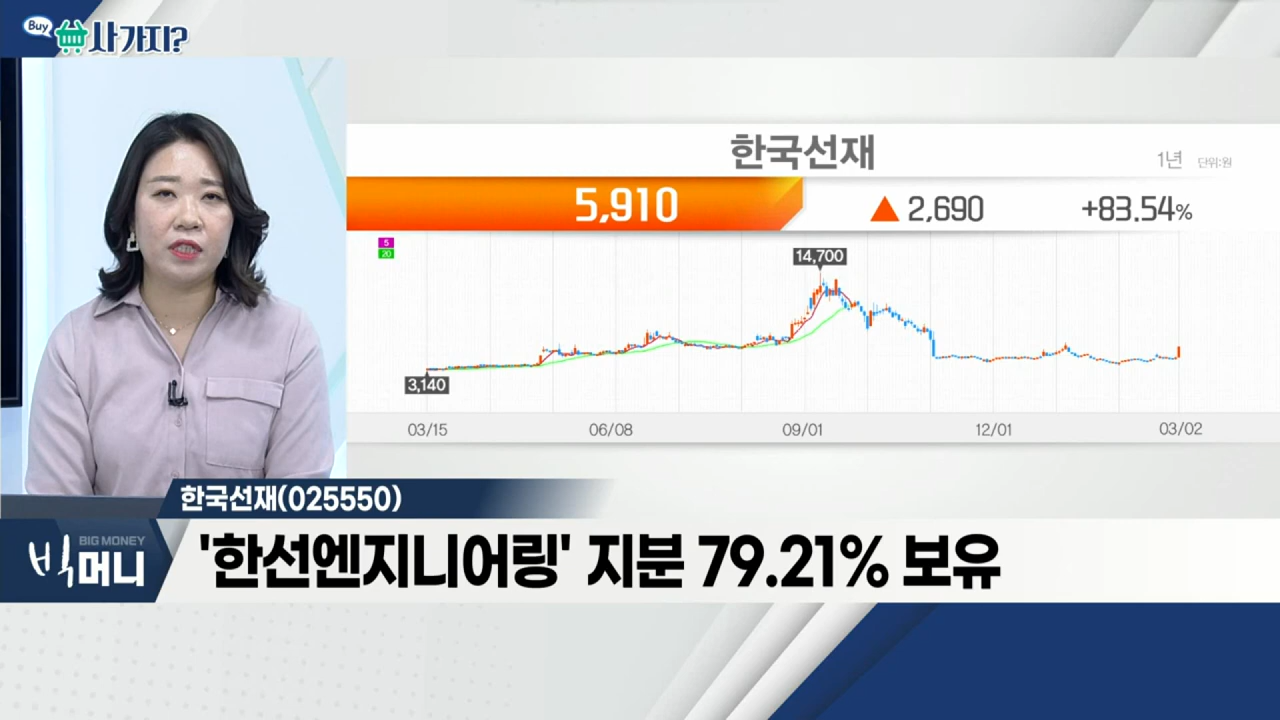 Buy 사 가지?
한국선재
1년 단위:원
5,910 ▲ 2,690 +83.54%
5
20
14,700
3,140
03/15 06/08 09/01 12/01 03/02
한국선재(025550)
빅머니 BIG MONEY
'한선엔지니어링' 지분 79.21% 보유